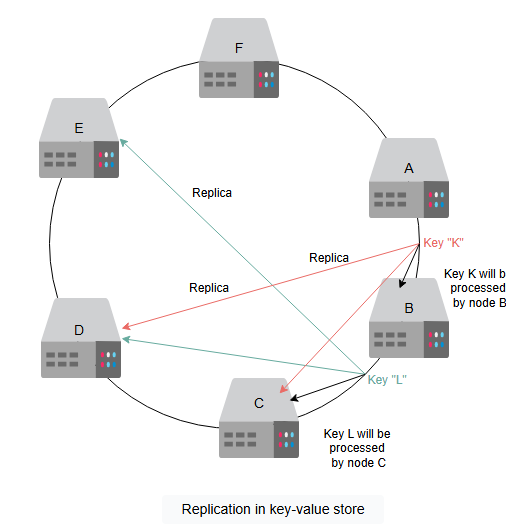 F
E
A
Replica
Key "K"
Replica
Key K will b
processed
by node B
Replica
B
D
Key "L"
C
Key L will be
processed
by node C
Replication in key-value store